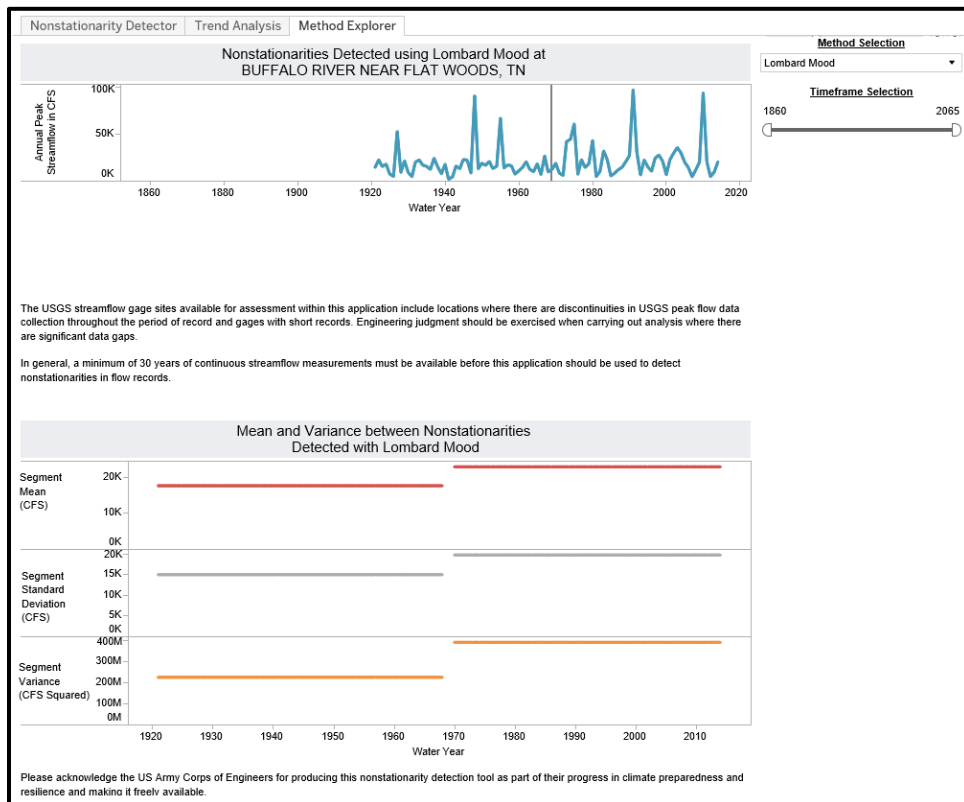 Nonstationarity Detector Trend Analysis Method Explorer
Nonstationarities Detected using Lombard Mood at
BUFFALO RIVER NEAR FLAT WOODS, TN
Method Selection
Lombard Mood
Timeframe Selection
1860 2065
Annual Peak
Streamflow in CFS
100K
50K
0K
1860 1880 1900 1920 1940 1960 1980 2000 2020
Water Year
The USGS streamflow gage sites available for assessment within this application include locations where there are discontinuities in USGS peak flow data
collection throughout the period of record and gages with short records. Engineering judgment should be exercised when carrying out analysis where there
are significant data gaps.
In general, a minimum of 30 years of continuous streamflow measurements must be available before this application should be used to detect
nonstationarities in flow records.
Mean and Variance between Nonstationarities
Detected with Lombard Mood
Segment
Mean
(CFS)
20K
10K
0K
Segment
Standard
Deviation
(CFS)
20K
15K
5K
0K
Segment
Variance
(CFS Squared)
400M
300M
200M
100M
0M
1920 1930 1940 1950 1960 1970 1980 1990 2000 2010
Water Year
Please acknowledge the US Army Corps of Engineers for producing this nonstationarity detection tool as part of their progress in climate preparedness and
resilience and making it freely available.